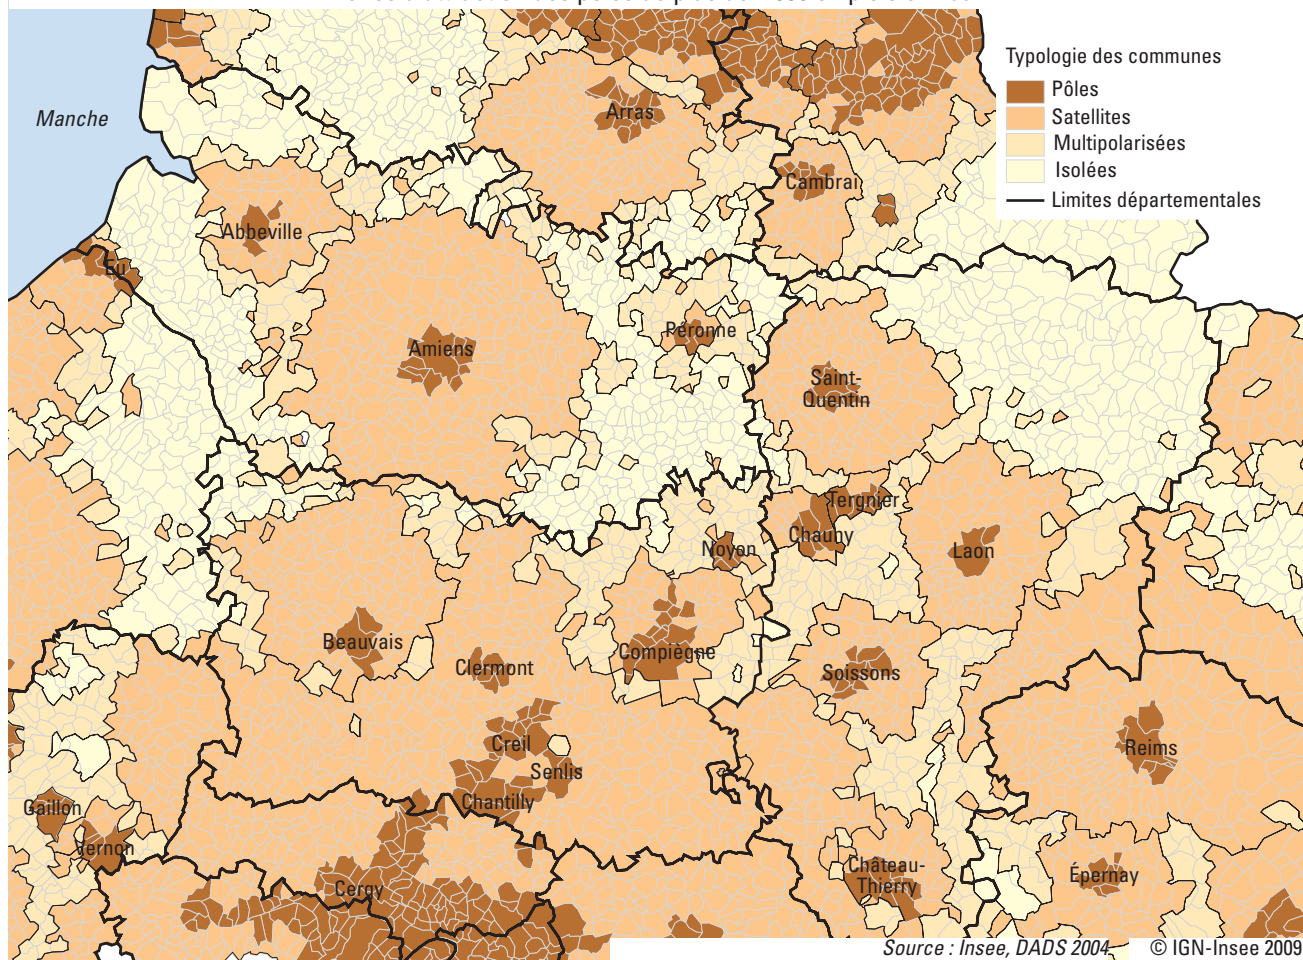 Typologie des communes
Pôles
Satellites
Multipolarisées
Isolées
Limites départementales
Manche
Arras
Cambrai
Abbeville
Eu
Péronne
Amiens
Saint-
Quentin
Tergnier
Chauny
Noyon
Laon
Beauvais
Clermont
Compiègne
Soissons
Creil
Senlis
Reims
Chantilly
Gaillon
Vernon
Château-
Thierry
Épernay
Cergy
Source : Insee, DADS 2004
© IGN-Insee 2009